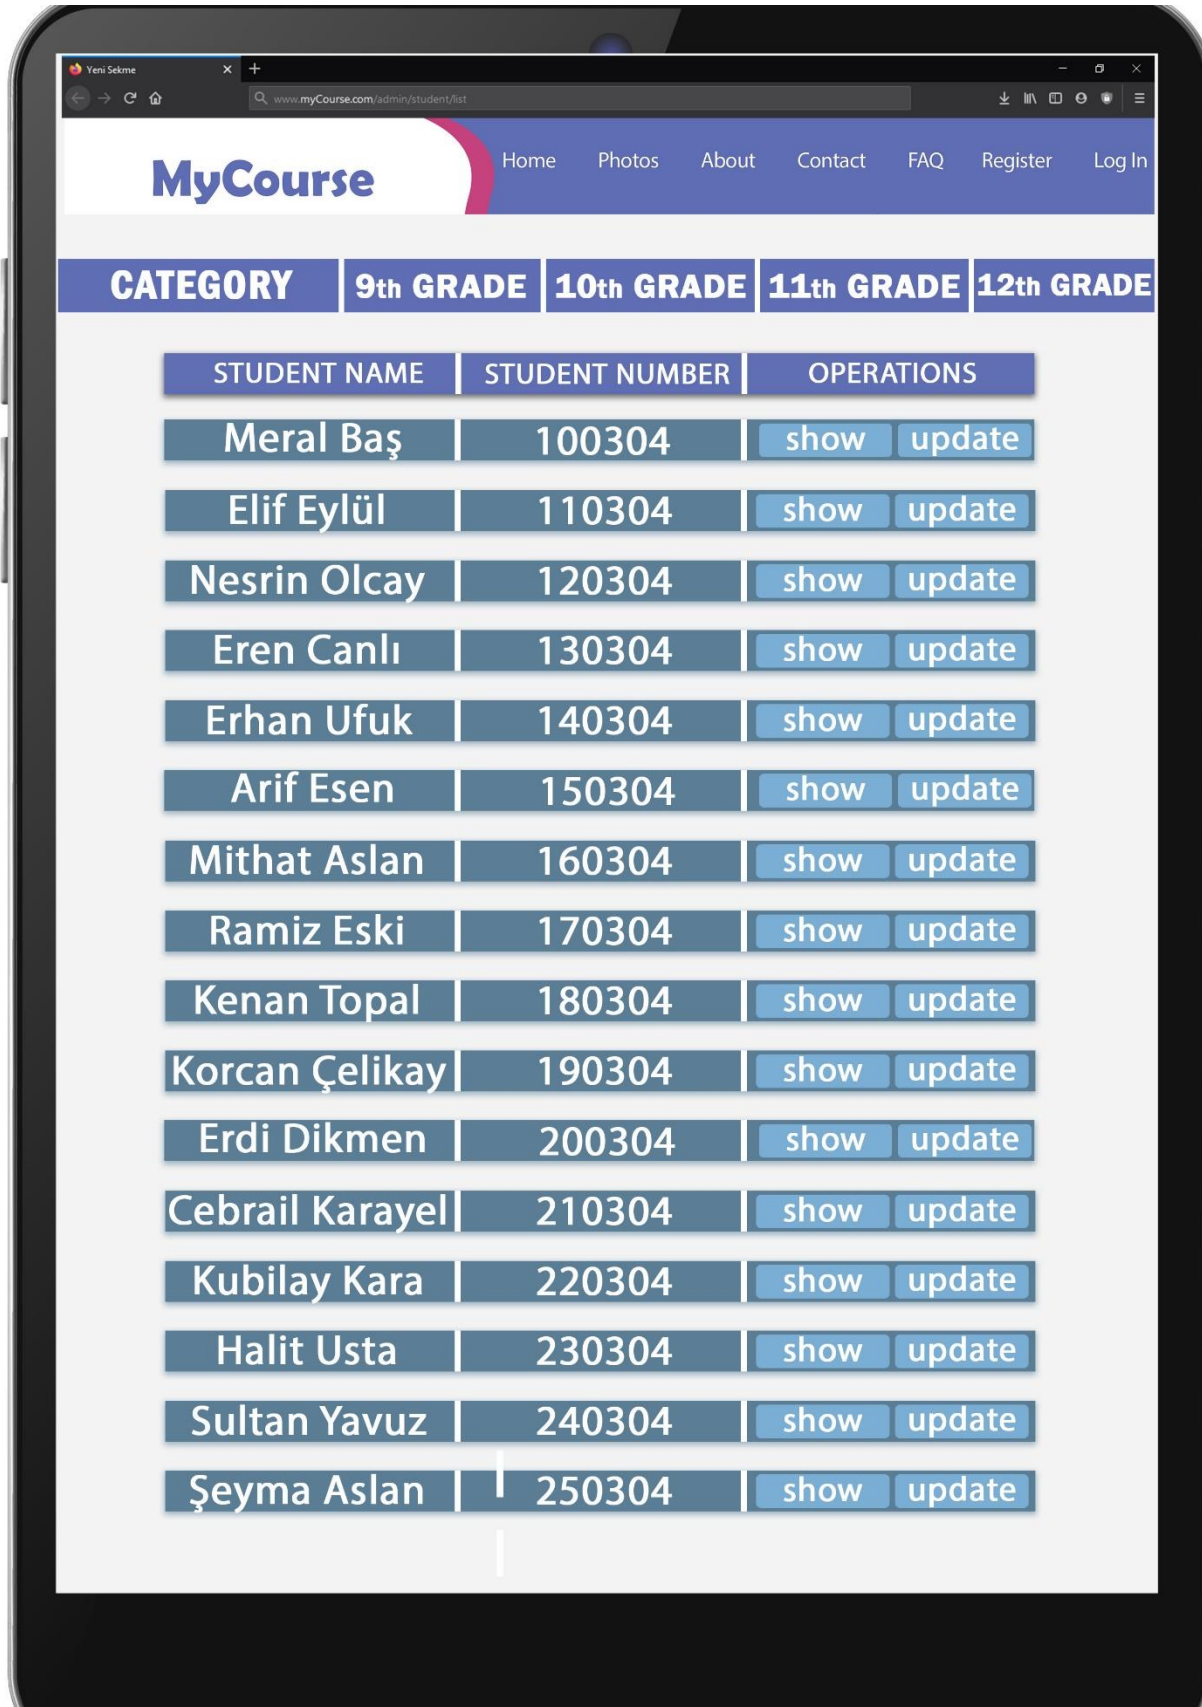 Yeni Sekme
www.myCourse.com/admin/student/list
MyCourse
Home Photos About Contact FAQ Register Log In
CATEGORY 9th GRADE 10th GRADE 11th GRADE 12th GRADE
STUDENT NAME STUDENT NUMBER OPERATIONS
Meral Baş 100304 show update
Elif Eylül 110304 show update
Nesrin Olcay 120304 show update
Eren Canlı 130304 show update
Erhan Ufuk 140304 show update
Arif Esen 150304 show update
Mithat Aslan 160304 show update
Ramiz Eski 170304 show update
Kenan Topal 180304 show update
Korcan Çelikay 190304 show update
Erdi Dikmen 200304 show update
Cebrail Karayel 210304 show update
Kubilay Kara 220304 show update
Halit Usta 230304 show update
Sultan Yavuz 240304 show update
Şeyma Aslan 250304 show update